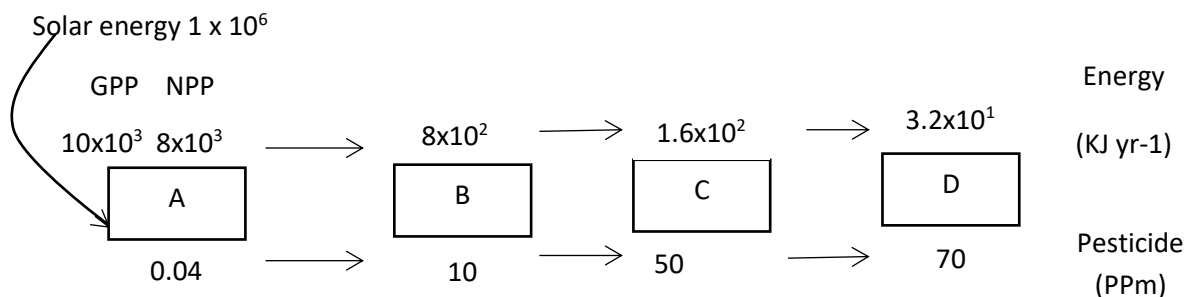 Solar energy 1 x 10⁶
GPP NPP Energy
10x10³ 8x10³ 8x10² 1.6x10² 3.2x10¹ (KJ yr-1)
A B C D
0.04 10 50 70 Pesticide
(PPm)